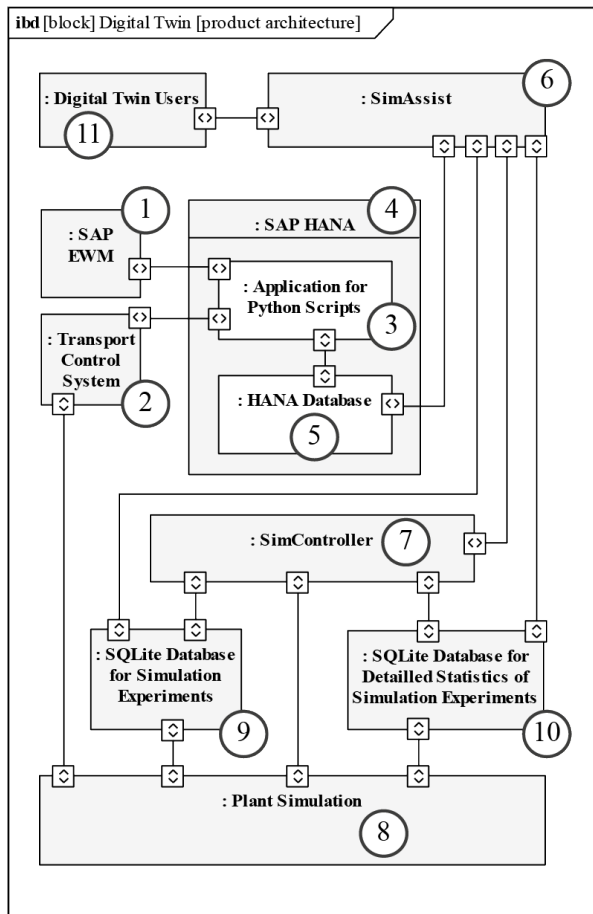 ibd [block] Digital Twin [product architecture]
6
: Digital Twin Users
: SimAssist
11
1
4
: SAP
EWM
: SAP HANA
: Application for
Python Scripts
3
: Transport
Control
System
2
: HANA Database
5
: SimController
7
: SQLite Database
for Simulation
Experiments
9
: SQLite Database for
Detailled Statistics of
Simulation Experiments
10
: Plant Simulation
8